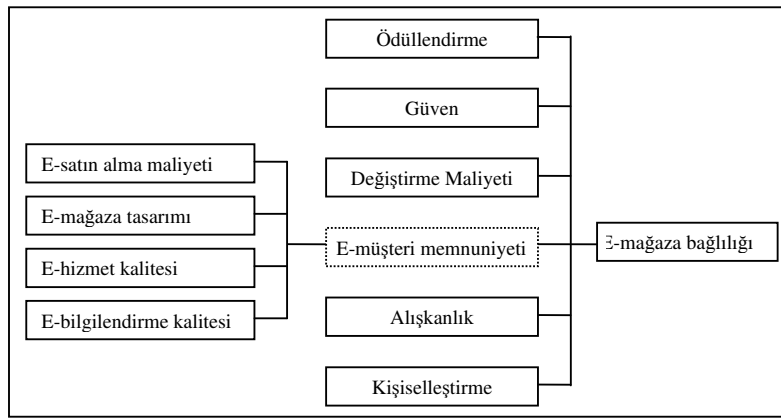 Ödüllendirme
Güven
E-satın alma maliyeti
Değiştirme Maliyeti
E-mağaza tasarımı
E-müşteri memnuniyeti
E-mağaza bağlılığı
E-hizmet kalitesi
E-bilgilendirme kalitesi
Alışkanlık
Kişiselleştirme